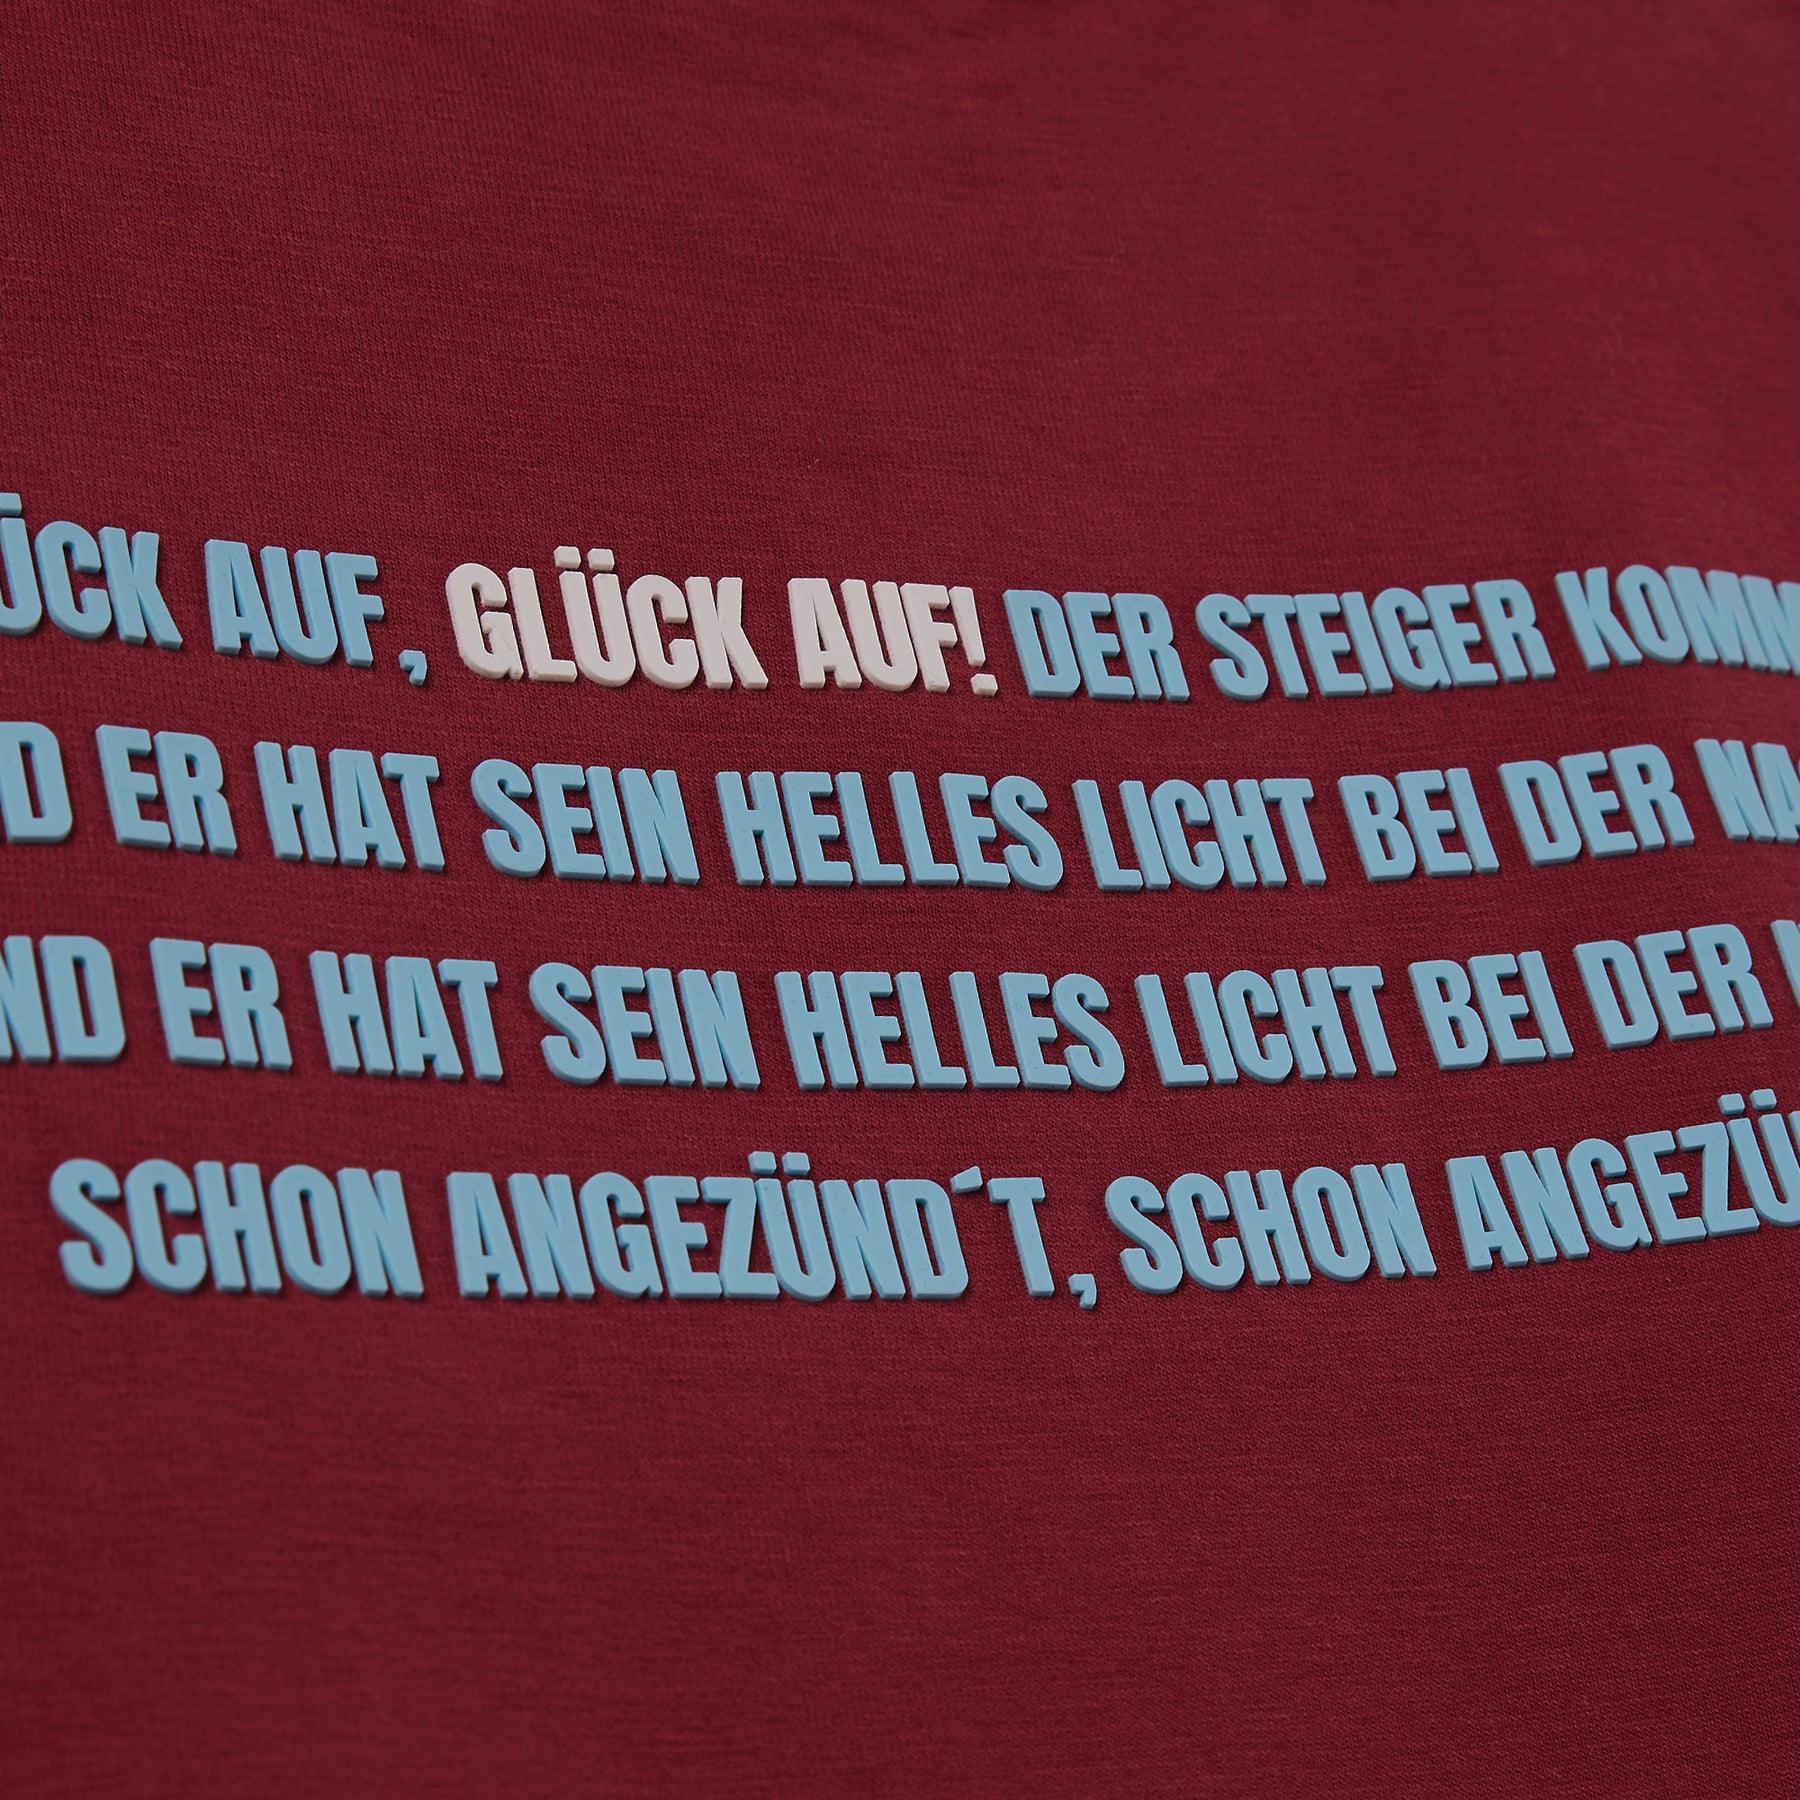 ÜCK AUF, GLÜCK AUF! DER STEIGER KOMM
D ER HAT SEIN HELLES LICHT BEI DER NA
ND ER HAT SEIN HELLES LICHT BEI DER
SCHON ANGEZÜND´T, SCHON ANGEZÜ